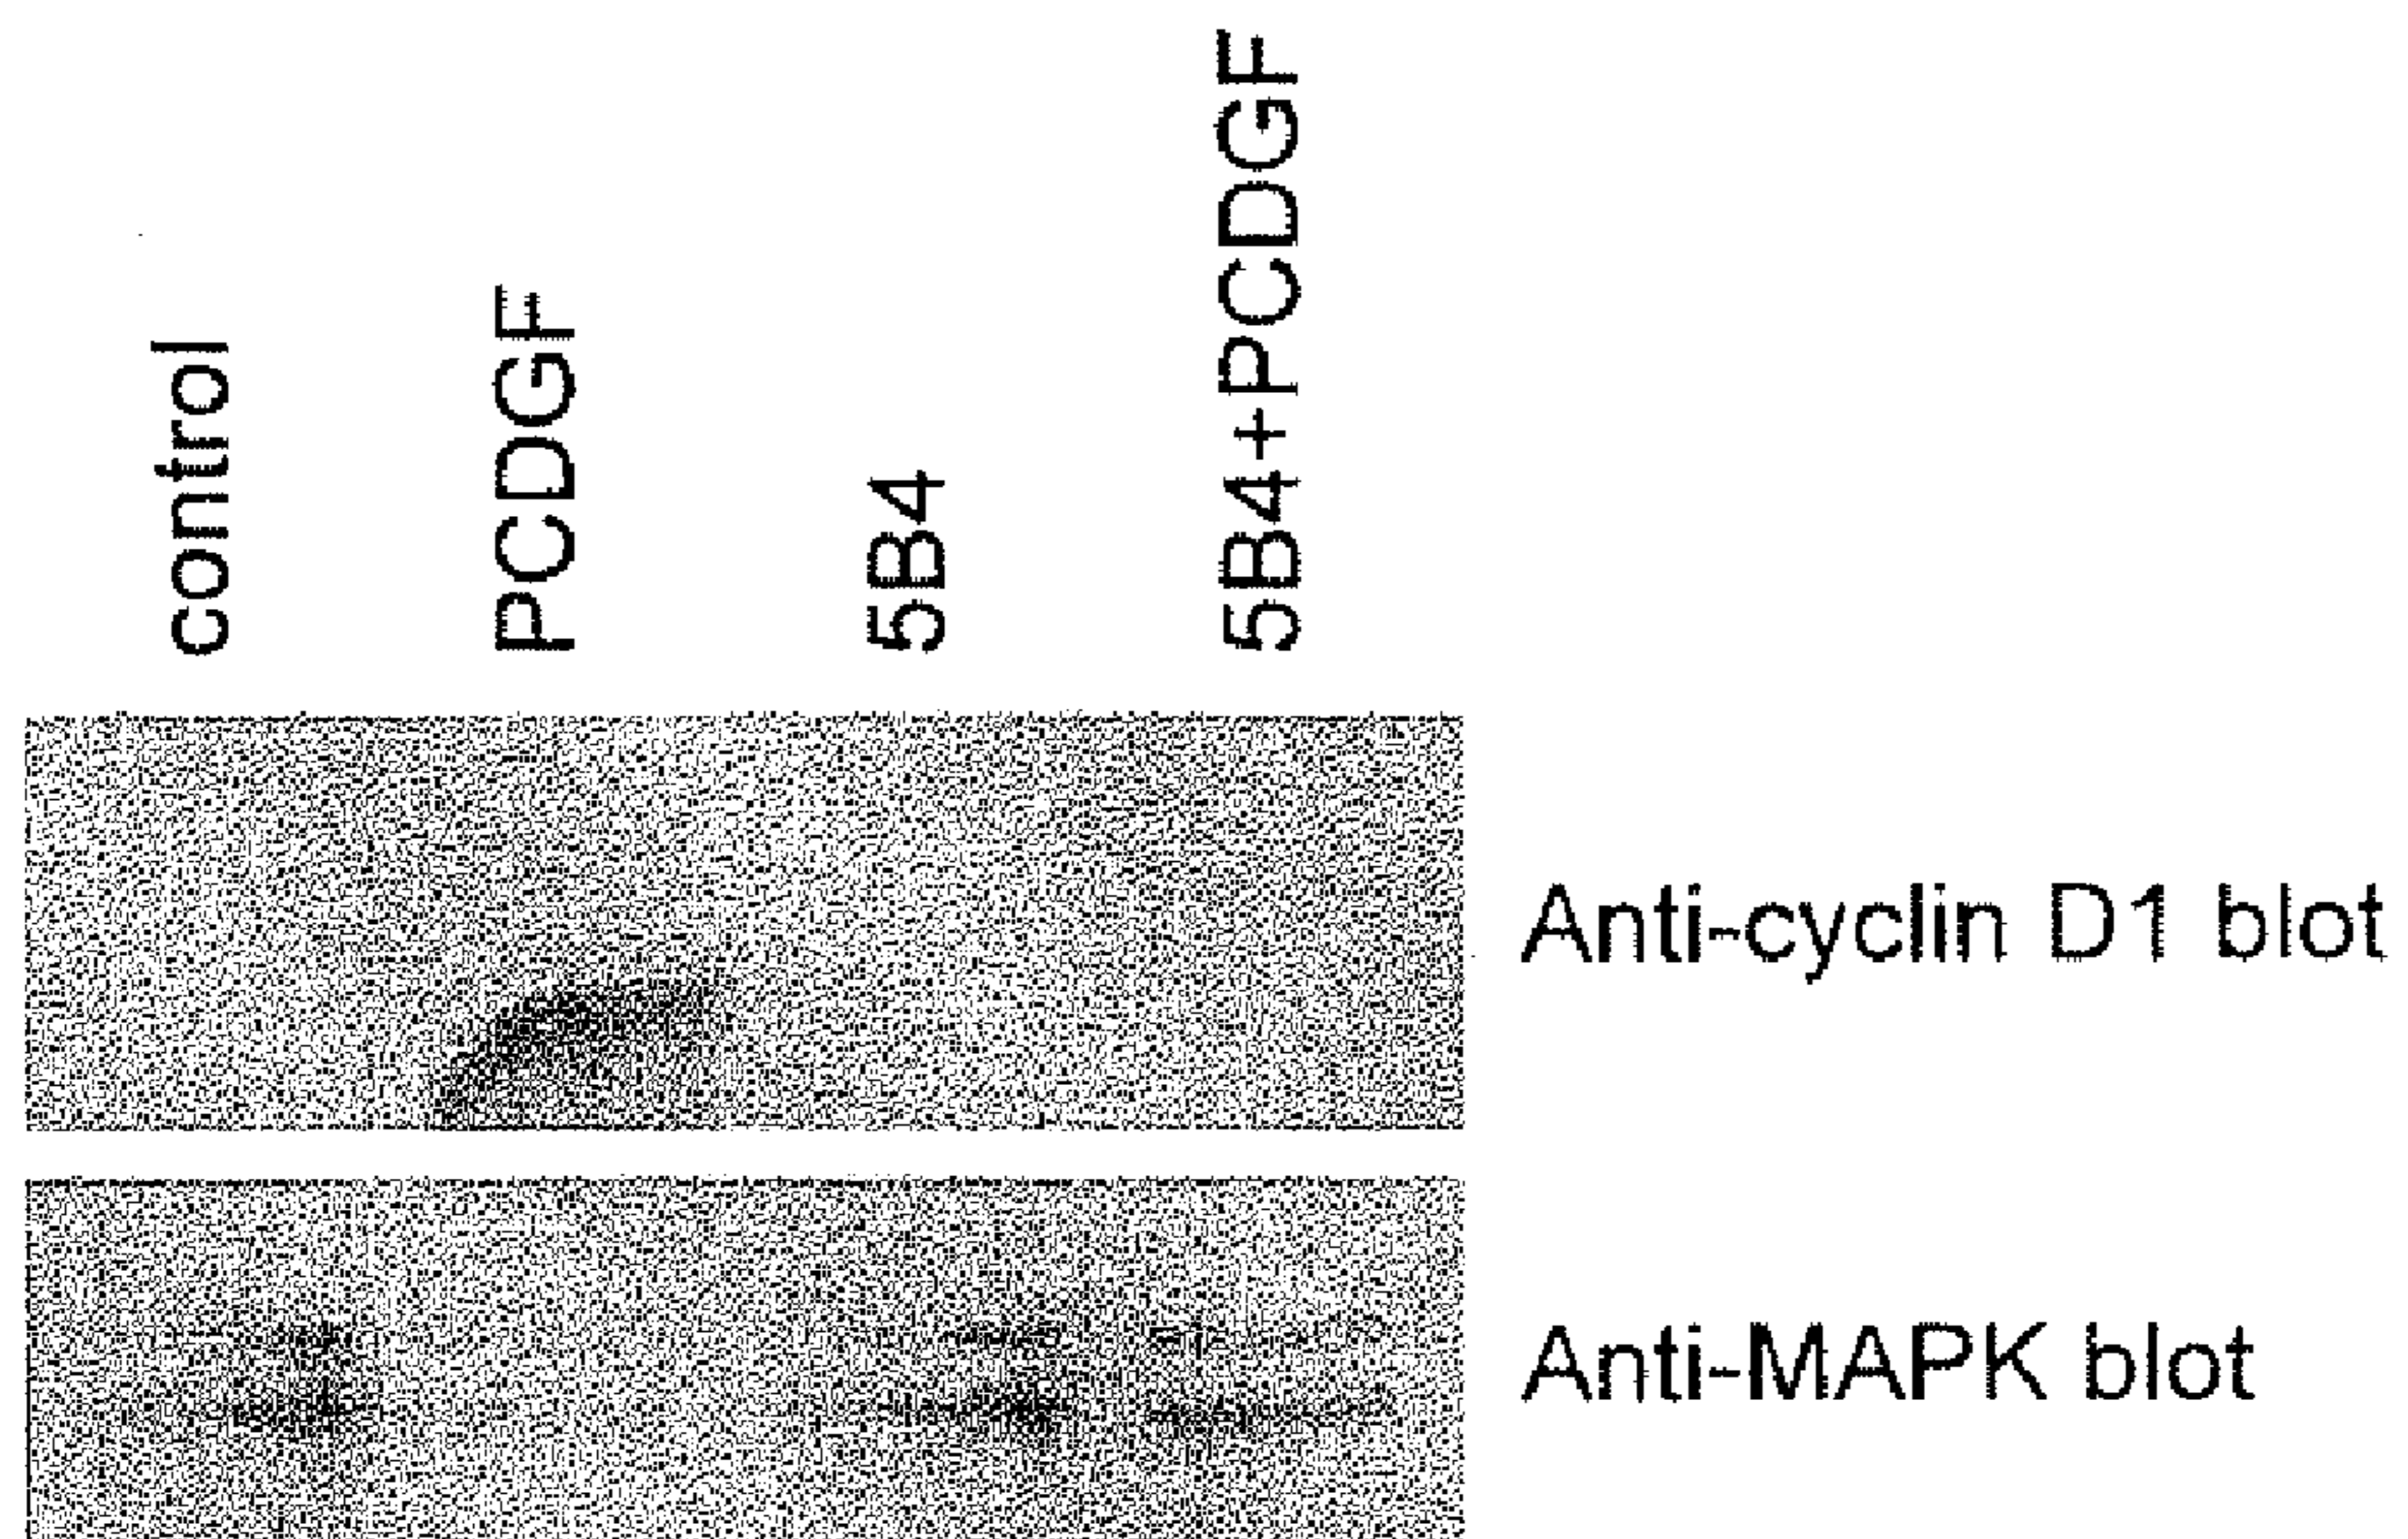 control
PCDGF
5B4
5B4+PCDGF
Anti-cyclin D1 blot
Anti-MAPK blot